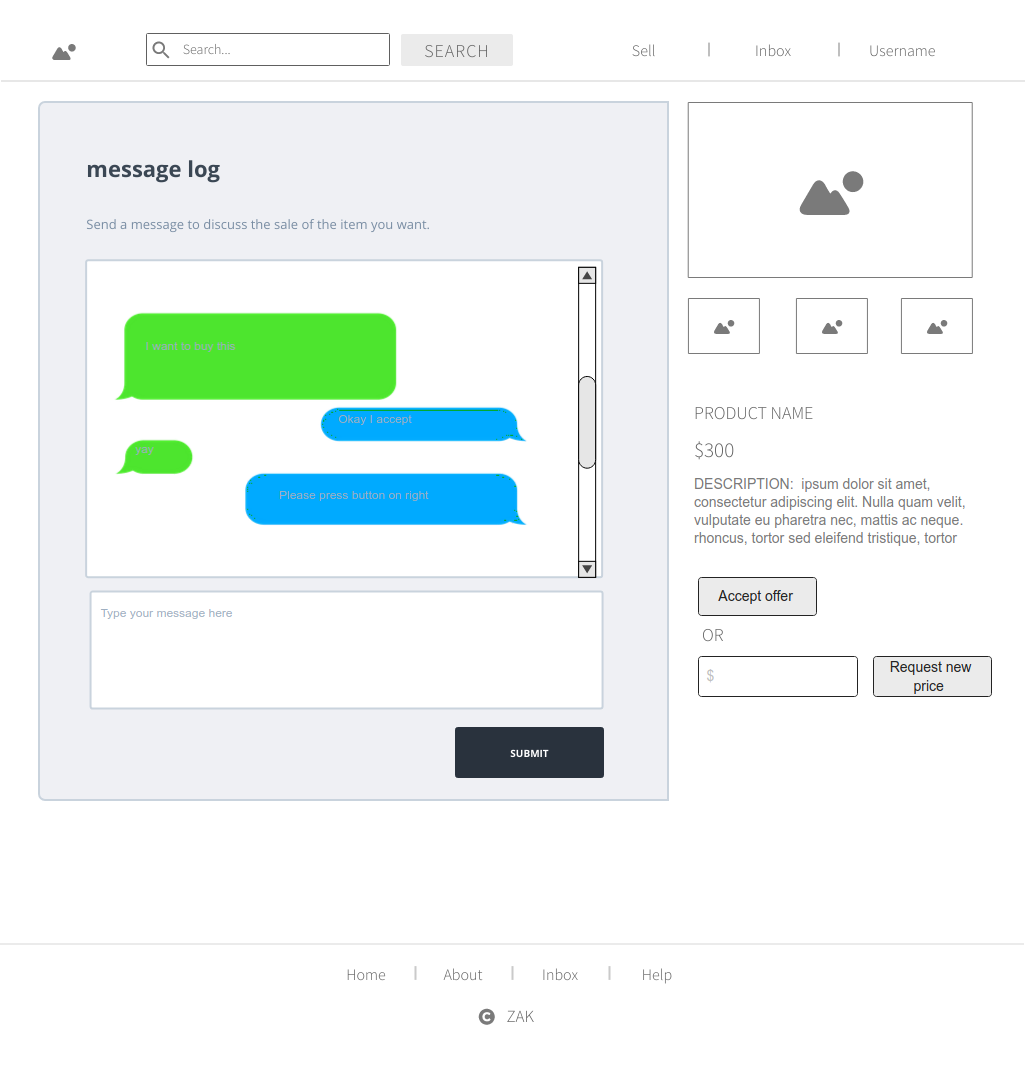 Search...
SEARCH
Sell
Inbox
Username
message log
Send a message to discuss the sale of the item you want.
I want to buy this
Okay I accept
yay
Please press button on right
Type your message here
SUBMIT
PRODUCT NAME
$300
DESCRIPTION:  ipsum dolor sit amet,
consectetur adipiscing elit. Nulla quam velit,
vulputate eu pharetra nec, mattis ac neque.
rhoncus, tortor sed eleifend tristique, tortor
Accept offer
OR
$
Request new
price
Home
About
Inbox
Help
© ZAK